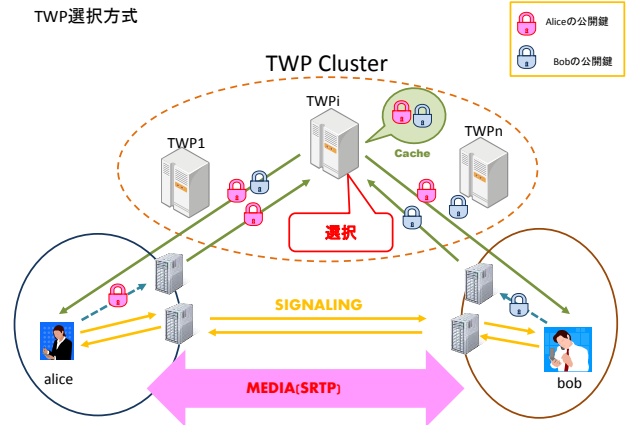 TWP選択方式
Aliceの公開鍵
Bobの公開鍵
TWP Cluster
TWPi
TWP1
TWPn
Cache
選択
SIGNALING
alice
bob
MEDIA(SRTP)